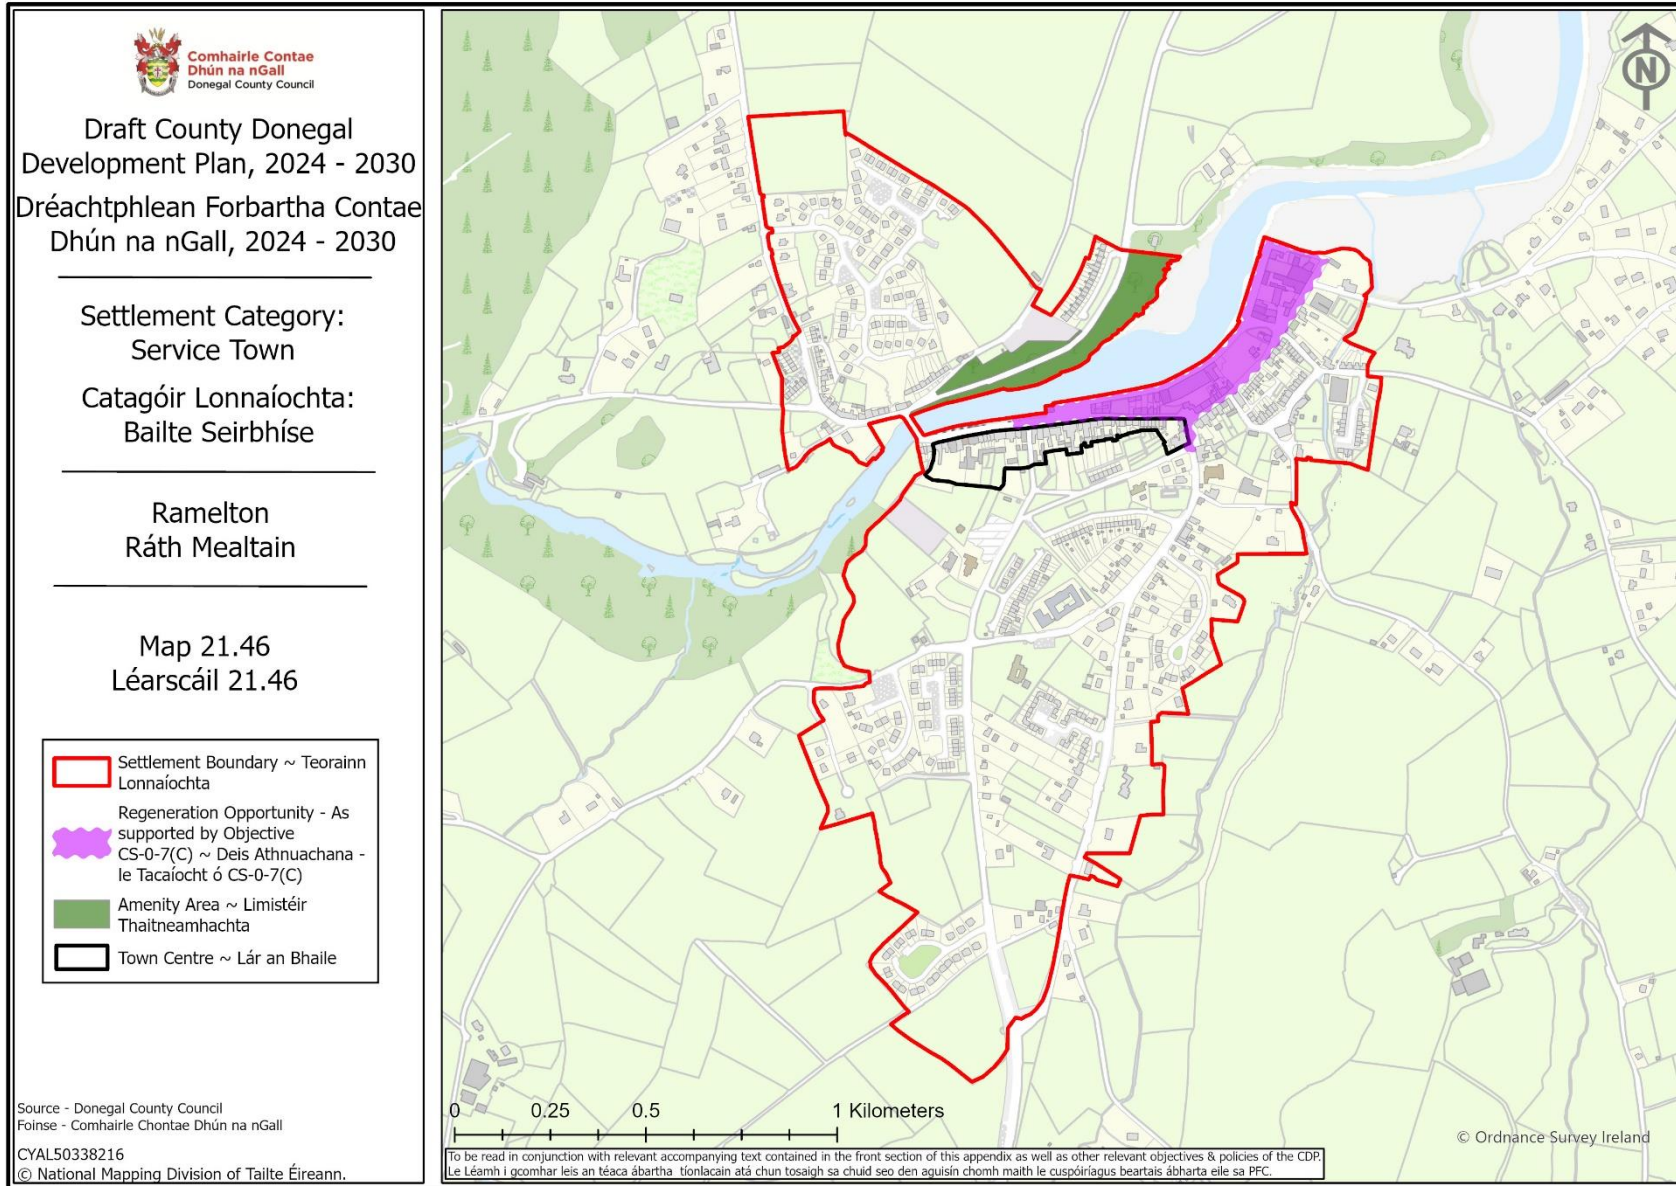 Comhairle Contae
Dhún na nGall
Donegal County Council
Draft County Donegal
Development Plan, 2024 - 2030
Dréachtphlean Forbartha Contae
Dhún na nGall, 2024 - 2030
Settlement Category:
Service Town
Catagóir Lonnaíochta:
Bailte Seirbhíse
Ramelton
Ráth Mealtain
Map 21.46
Léarscáil 21.46
Settlement Boundary ~ Teorainn
Lonnaíochta
Regeneration Opportunity - As
supported by Objective
CS-0-7(C) ~ Deis Athnuachana -
le Tacaíocht ó CS-0-7(C)
Amenity Area ~ Limistéir
Thaitneamhachta
Town Centre ~ Lár an Bhaile
Source - Donegal County Council
Foinse - Comhairle Chontae Dhún na nGall
CYAL50338216
© National Mapping Division of Tailte Éireann.
N
0 0.25 0.5 1 Kilometers
© Ordnance Survey Ireland
To be read in conjunction with relevant accompanying text contained in the front section of this appendix as well as other relevant objectives & policies of the CDP.
Le Léamh i gcomhar leis an téaca ábartha tíonlacain atá chun tosaigh sa chuid seo den aguisín chomh maith le cuspóiríagus beartais ábharta eile sa PFC.